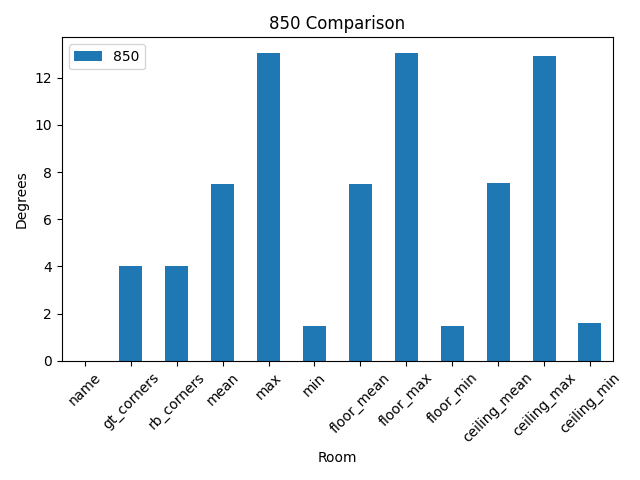 850 Comparison
850
Degrees
12
10
8
6
4
2
0
name
gt_corners
rb_corners
mean
max
min
floor_mean
floor_max
floor_min
ceiling_mean
ceiling_max
ceiling_min
Room